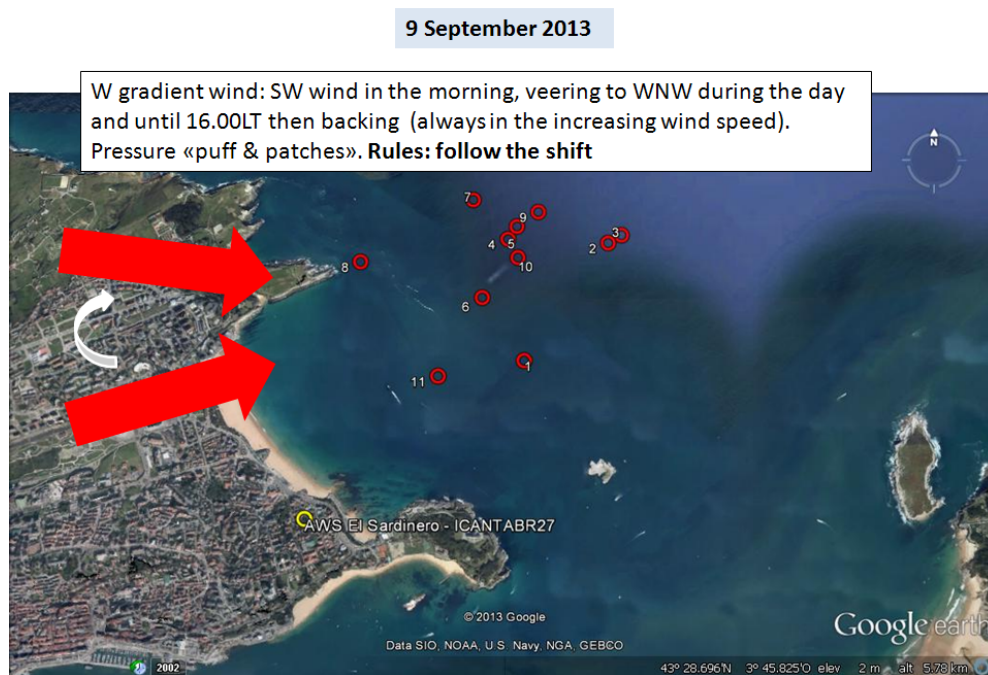 9 September 2013
W gradient wind: SW wind in the morning, veering to WNW during the day
and until 16.00LT then backing (always in the increasing wind speed).
Pressure «puff & patches». Rules: follow the shift
N
7
9
4
5
3
2
10
8
6
1
11
AWS El Sardinero - ICANTABR27
© 2013 Google
Data SIO, NOAA, U.S. Navy, NGA, GEBCO
Google earth
2002
43° 28.696'N 3° 45.825'O elev 2 m alt 5.78 km